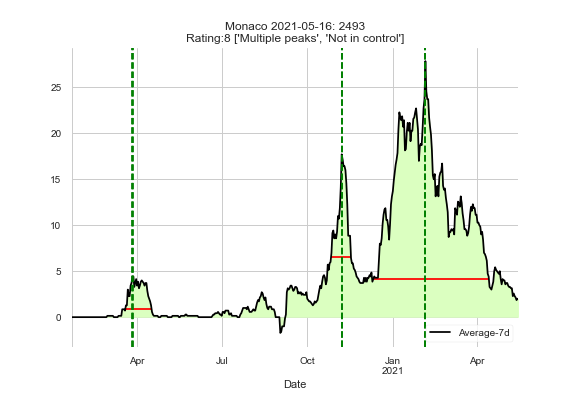 Monaco 2021-05-16: 2493
Rating:8 ['Multiple peaks', 'Not in control']
25
20
15
10
5
0
Apr
Jul
Oct
Jan
2021
Apr
Average-7d
Date